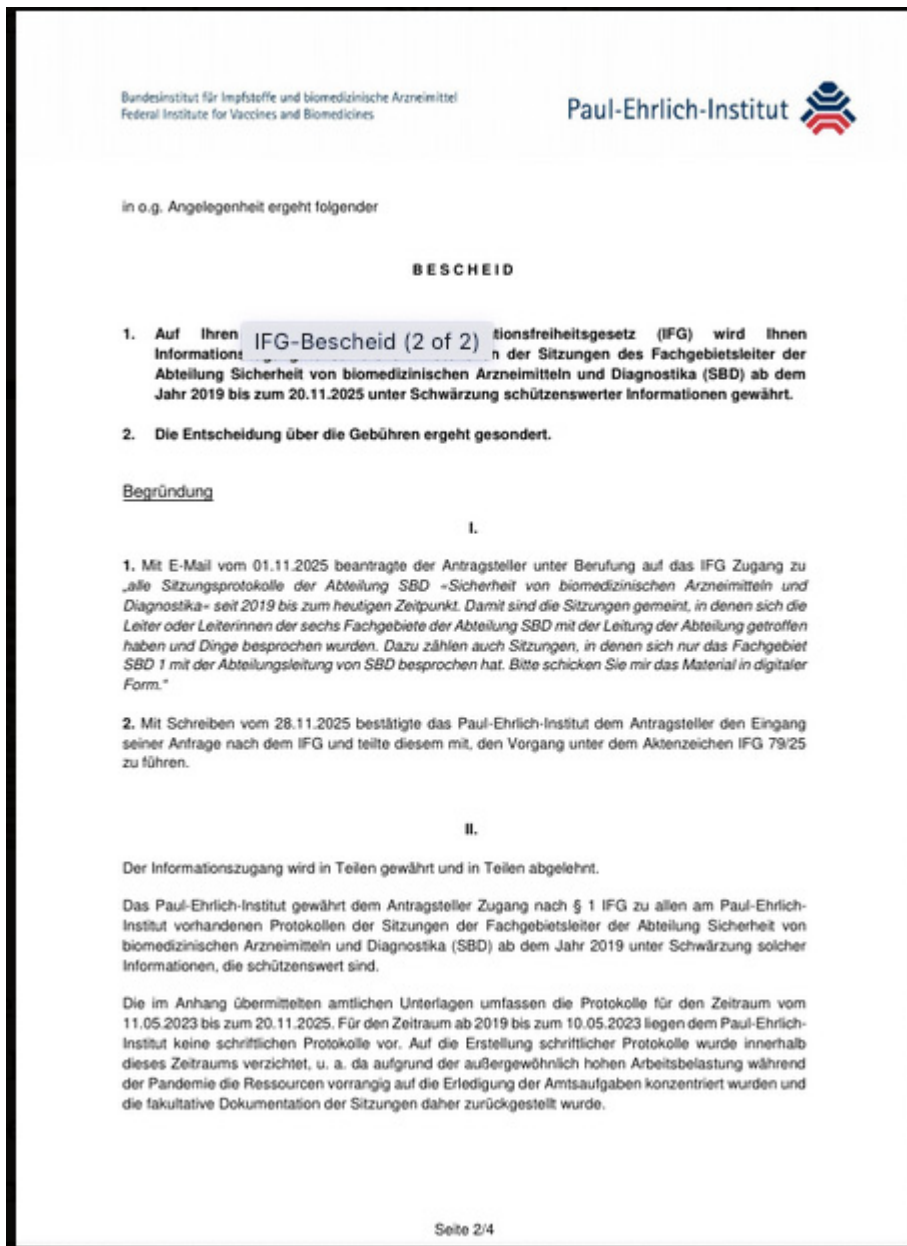 Bundesinstitut für Impfstoffe und biomedizinische Arzneimittel
Federal Institute for Vaccines and Biomedicines
Paul-Ehrlich-Institut
in o.g. Angelegenheit ergeht folgender
BESCHEID
1. Auf Ihren tionsfreiheitsgesetz (IFG) wird Ihnen
IFG-Bescheid (2 of 2)
Informations der Sitzungen des Fachgebietsleiter der
Abteilung Sicherheit von biomedizinischen Arzneimitteln und Diagnostika (SBD) ab dem
Jahr 2019 bis zum 20.11.2025 unter Schwärzung schützenswerter Informationen gewährt.
2. Die Entscheidung über die Gebühren ergeht gesondert.
Begründung
I.
1. Mit E-Mail vom 01.11.2025 beantragte der Antragsteller unter Berufung auf das IFG Zugang zu
„alle Sitzungsprotokolle der Abteilung SBD «Sicherheit von biomedizinischen Arzneimitteln und
Diagnostika» seit 2019 bis zum heutigen Zeitpunkt. Damit sind die Sitzungen gemeint, in denen sich die
Leiter oder Leiterinnen der sechs Fachgebiete der Abteilung SBD mit der Leitung der Abteilung getroffen
haben und Dinge besprochen wurden. Dazu zählen auch Sitzungen, in denen sich nur das Fachgebiet
SBD 1 mit der Abteilungsleitung von SBD besprochen hat. Bitte schicken Sie mir das Material in digitaler
Form."
2. Mit Schreiben vom 28.11.2025 bestätigte das Paul-Ehrlich-Institut dem Antragsteller den Eingang
seiner Anfrage nach dem IFG und teilte diesem mit, den Vorgang unter dem Aktenzeichen IFG 79/25
zu führen.
II.
Der Informationszugang wird in Teilen gewährt und in Teilen abgelehnt.
Das Paul-Ehrlich-Institut gewährt dem Antragsteller Zugang nach § 1 IFG zu allen am Paul-Ehrlich-
Institut vorhandenen Protokollen der Sitzungen der Fachgebietsleiter der Abteilung Sicherheit von
biomedizinischen Arzneimitteln und Diagnostika (SBD) ab dem Jahr 2019 unter Schwärzung solcher
Informationen, die schützenswert sind.
Die im Anhang übermittelten amtlichen Unterlagen umfassen die Protokolle für den Zeitraum vom
11.05.2023 bis zum 20.11.2025. Für den Zeitraum ab 2019 bis zum 10.05.2023 liegen dem Paul-Ehrlich-
Institut keine schriftlichen Protokolle vor. Auf die Erstellung schriftlicher Protokolle wurde innerhalb
dieses Zeitraums verzichtet, u. a. da aufgrund der außergewöhnlich hohen Arbeitsbelastung während
der Pandemie die Ressourcen vorrangig auf die Erledigung der Amtsaufgaben konzentriert wurden und
die fakultative Dokumentation der Sitzungen daher zurückgestellt wurde.
Seite 2/4